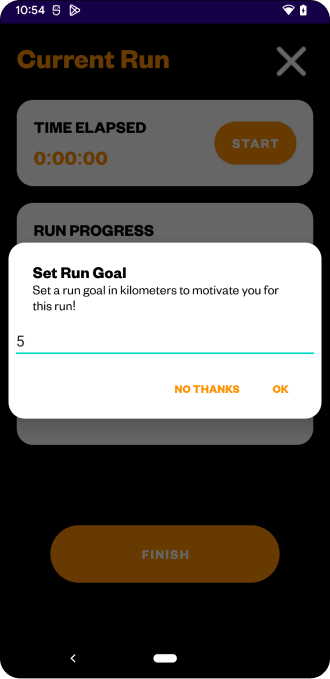 10:54
Current Run
TIME ELAPSED
0:00:00
START
RUN PROGRESS
Set Run Goal
Set a run goal in kilometers to motivate you for
this run!
5
NO THANKS
OK
FINISH